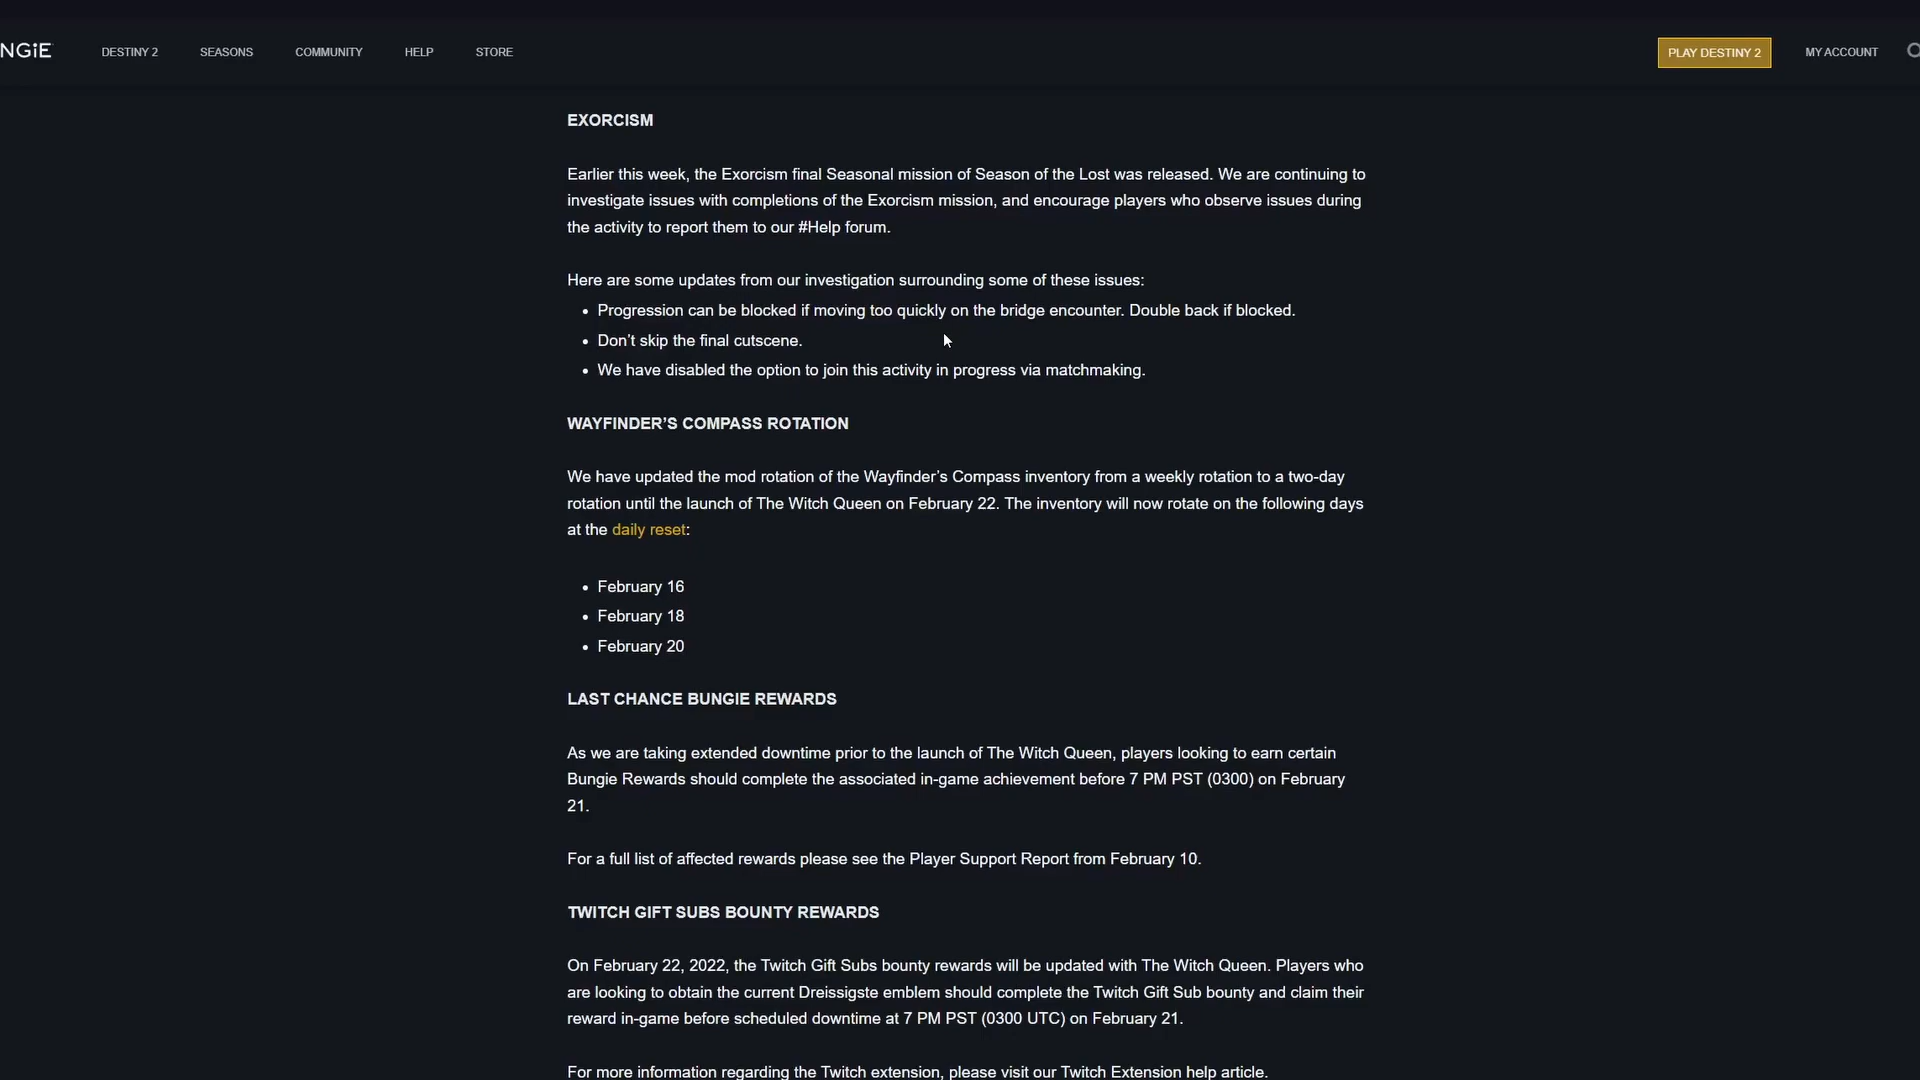 NGiE
DESTINY 2 SEASONS COMMUNITY HELP STORE PLAY DESTINY 2 MY ACCOUNT
EXORCISM
Earlier this week, the Exorcism final Seasonal mission of Season of the Lost was released. We are continuing to
investigate issues with completions of the Exorcism mission, and encourage players who observe issues during
the activity to report them to our #Help forum.
Here are some updates from our investigation surrounding some of these issues:
• Progression can be blocked if moving too quickly on the bridge encounter. Double back if blocked.
• Don't skip the final cutscene.
• We have disabled the option to join this activity in progress via matchmaking.
WAYFINDER'S COMPASS ROTATION
We have updated the mod rotation of the Wayfinder's Compass inventory from a weekly rotation to a two-day
rotation until the launch of The Witch Queen on February 22. The inventory will now rotate on the following days
at the daily reset:
• February 16
• February 18
• February 20
LAST CHANCE BUNGIE REWARDS
As we are taking extended downtime prior to the launch of The Witch Queen, players looking to earn certain
Bungie Rewards should complete the associated in-game achievement before 7 PM PST (0300) on February
21.
For a full list of affected rewards please see the Player Support Report from February 10.
TWITCH GIFT SUBS BOUNTY REWARDS
On February 22, 2022, the Twitch Gift Subs bounty rewards will be updated with The Witch Queen. Players who
are looking to obtain the current Dreissigste emblem should complete the Twitch Gift Sub bounty and claim their
reward in-game before scheduled downtime at 7 PM PST (0300 UTC) on February 21.
For more information regarding the Twitch extension, please visit our Twitch Extension help article.